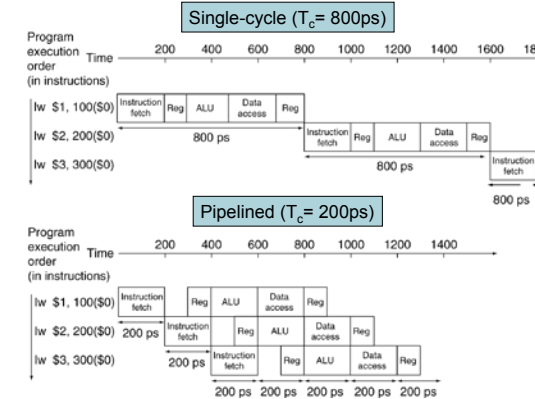 Single-cycle (Tc= 800ps)
Program
execution
order
(in instructions)
Time
200 400 600 800 1000 1200 1400 1600 18
lw $1, 100($0)
Instruction fetch
Reg
ALU
Data access
Reg
800 ps
lw $2, 200($0)
Instruction fetch
Reg
ALU
Data access
Reg
800 ps
lw $3, 300($0)
Instruction fetch
800 ps
Pipelined (Tc= 200ps)
Program
execution
order
(in instructions)
Time
200 400 600 800 1000 1200 1400
lw $1, 100($0)
Instruction fetch
Reg
ALU
Data access
Reg
lw $2, 200($0)
200 ps
Instruction fetch
Reg
ALU
Data access
Reg
lw $3, 300($0)
200 ps
Instruction fetch
Reg
ALU
Data access
Reg
200 ps 200 ps 200 ps 200 ps 200 ps